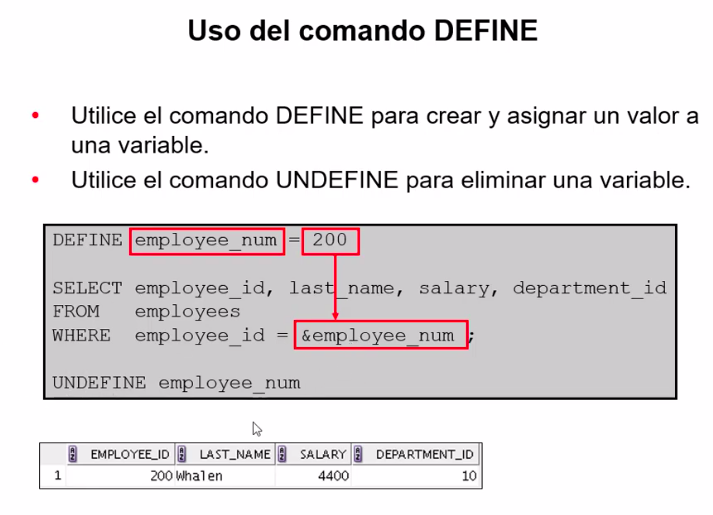 Uso del comando DEFINE
• Utilice el comando DEFINE para crear y asignar un valor a
una variable.
• Utilice el comando UNDEFINE para eliminar una variable.
DEFINE employee_num = 200
SELECT employee_id, last_name, salary, department_id
FROM employees
WHERE employee_id = &employee_num ;
UNDEFINE employee_num
EMPLOYEE_ID LAST_NAME SALARY DEPARTMENT_ID
1 200 Whalen 4400 10